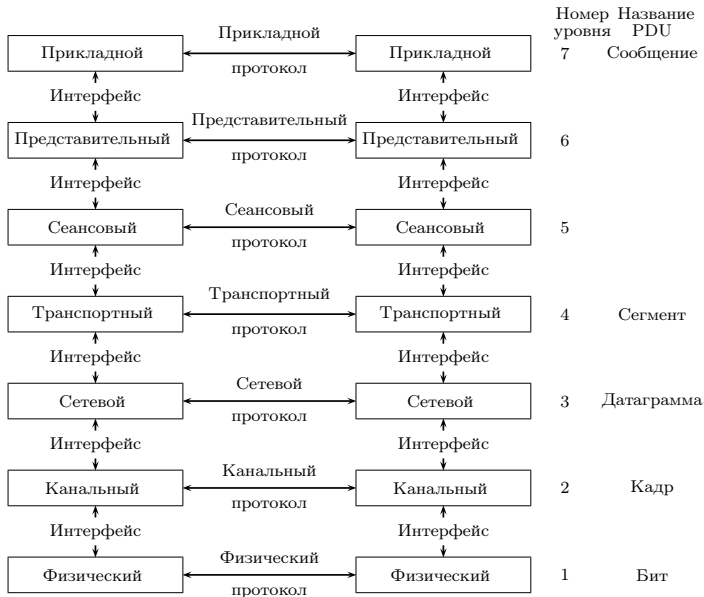 Номер Название
уровня PDU
Прикладной Прикладной протокол Прикладной 7 Сообщение
Интерфейс Интерфейс
Представительный Представительный протокол Представительный 6
Интерфейс Интерфейс
Сеансовый Сеансовый протокол Сеансовый 5
Интерфейс Интерфейс
Транспортный Транспортный протокол Транспортный 4 Сегмент
Интерфейс Интерфейс
Сетевой Сетевой протокол Сетевой 3 Датаграмма
Интерфейс Интерфейс
Канальный Канальный протокол Канальный 2 Кадр
Интерфейс Интерфейс
Физический Физический протокол Физический 1 Бит